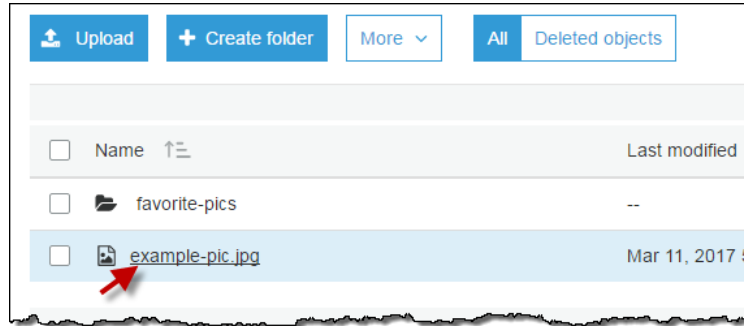 Upload + Create folder More All Deleted objects
Name Last modified
favorite-pics --
example-pic.jpg Mar 11, 2017